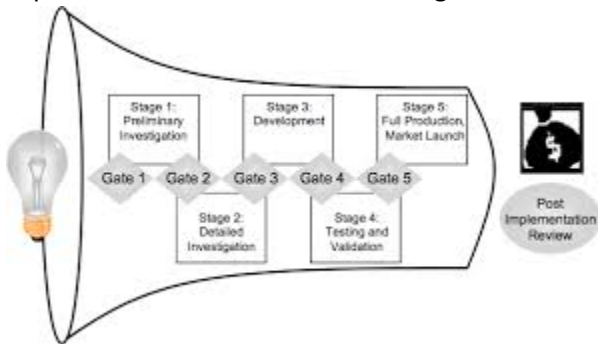 Stage 1:
Preliminary
Investigation
Stage 3:
Development
Stage 5:
Full Production,
Market Launch
Gate 1
Gate 2
Gate 3
Gate 4
Gate 5
Stage 2:
Detailed
Investigation
Stage 4:
Testing and
Validation
$
Post
Implementation
Review